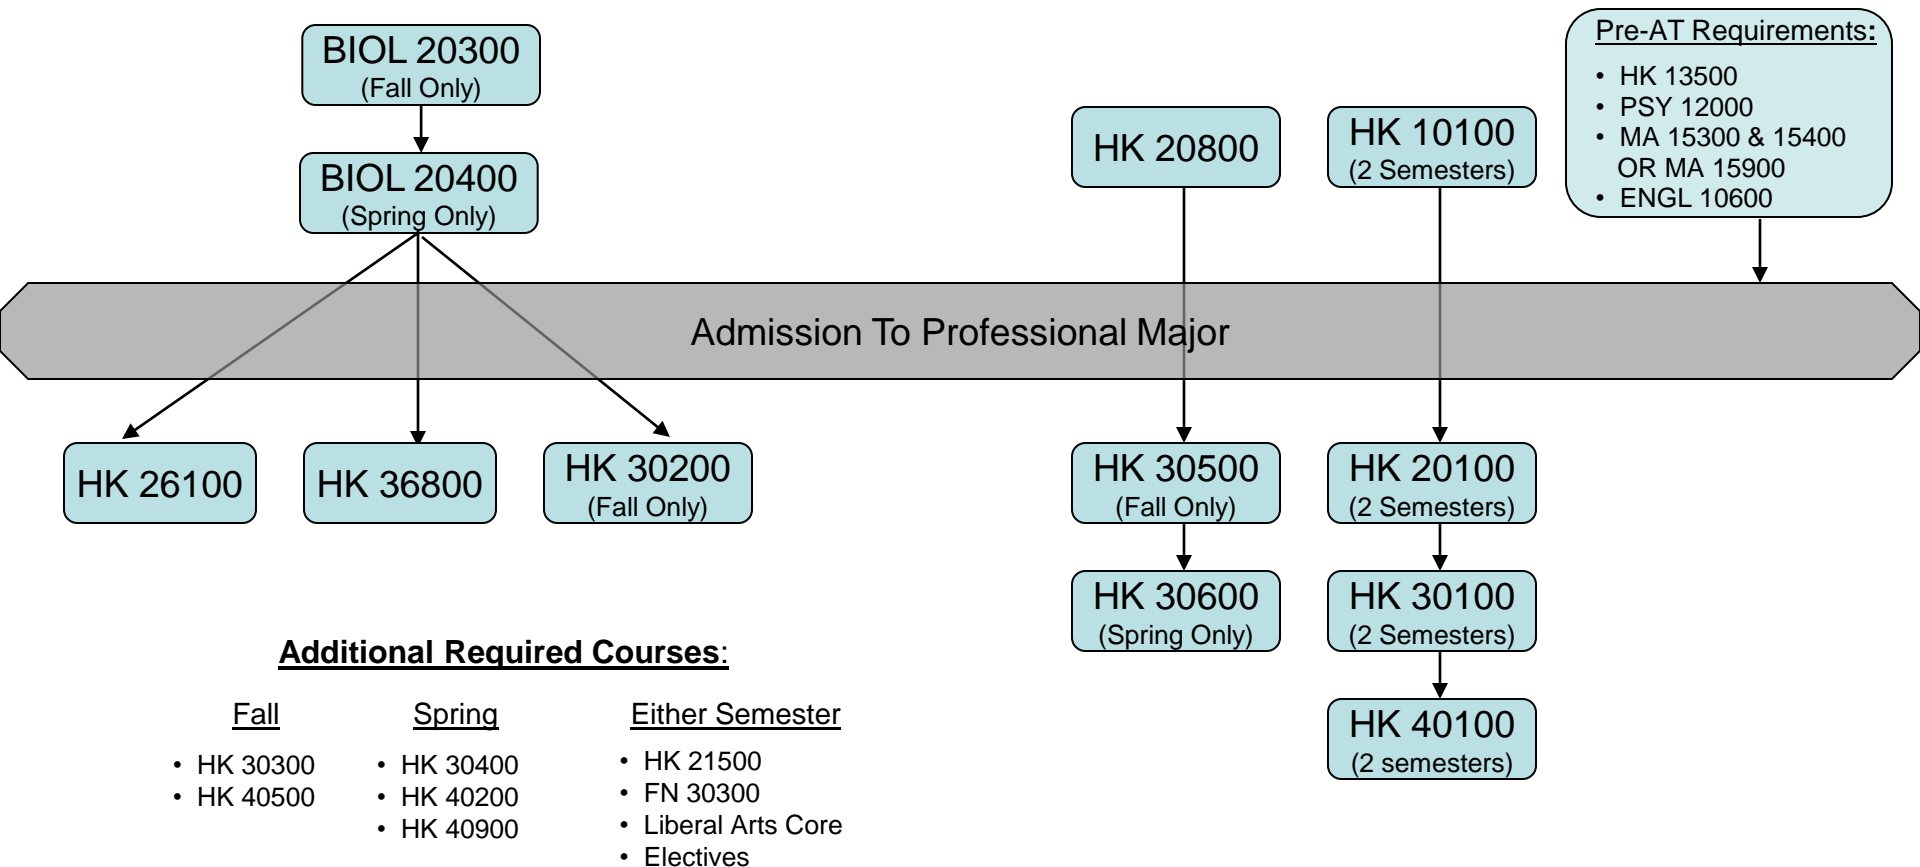 BIOL 20300
(Fall Only)
BIOL 20400
(Spring Only)
HK 20800
HK 10100
(2 Semesters)
Pre-AT Requirements:
• HK 13500
• PSY 12000
• MA 15300 & 15400
OR MA 15900
• ENGL 10600
Admission To Professional Major
HK 26100
HK 36800
HK 30200
(Fall Only)
HK 30500
(Fall Only)
HK 20100
(2 Semesters)
HK 30600
(Spring Only)
HK 30100
(2 Semesters)
HK 40100
(2 semesters)
Additional Required Courses:
Fall
• HK 30300
• HK 40500
Spring
• HK 30400
• HK 40200
• HK 40900
Either Semester
• HK 21500
• FN 30300
• Liberal Arts Core
• Electives